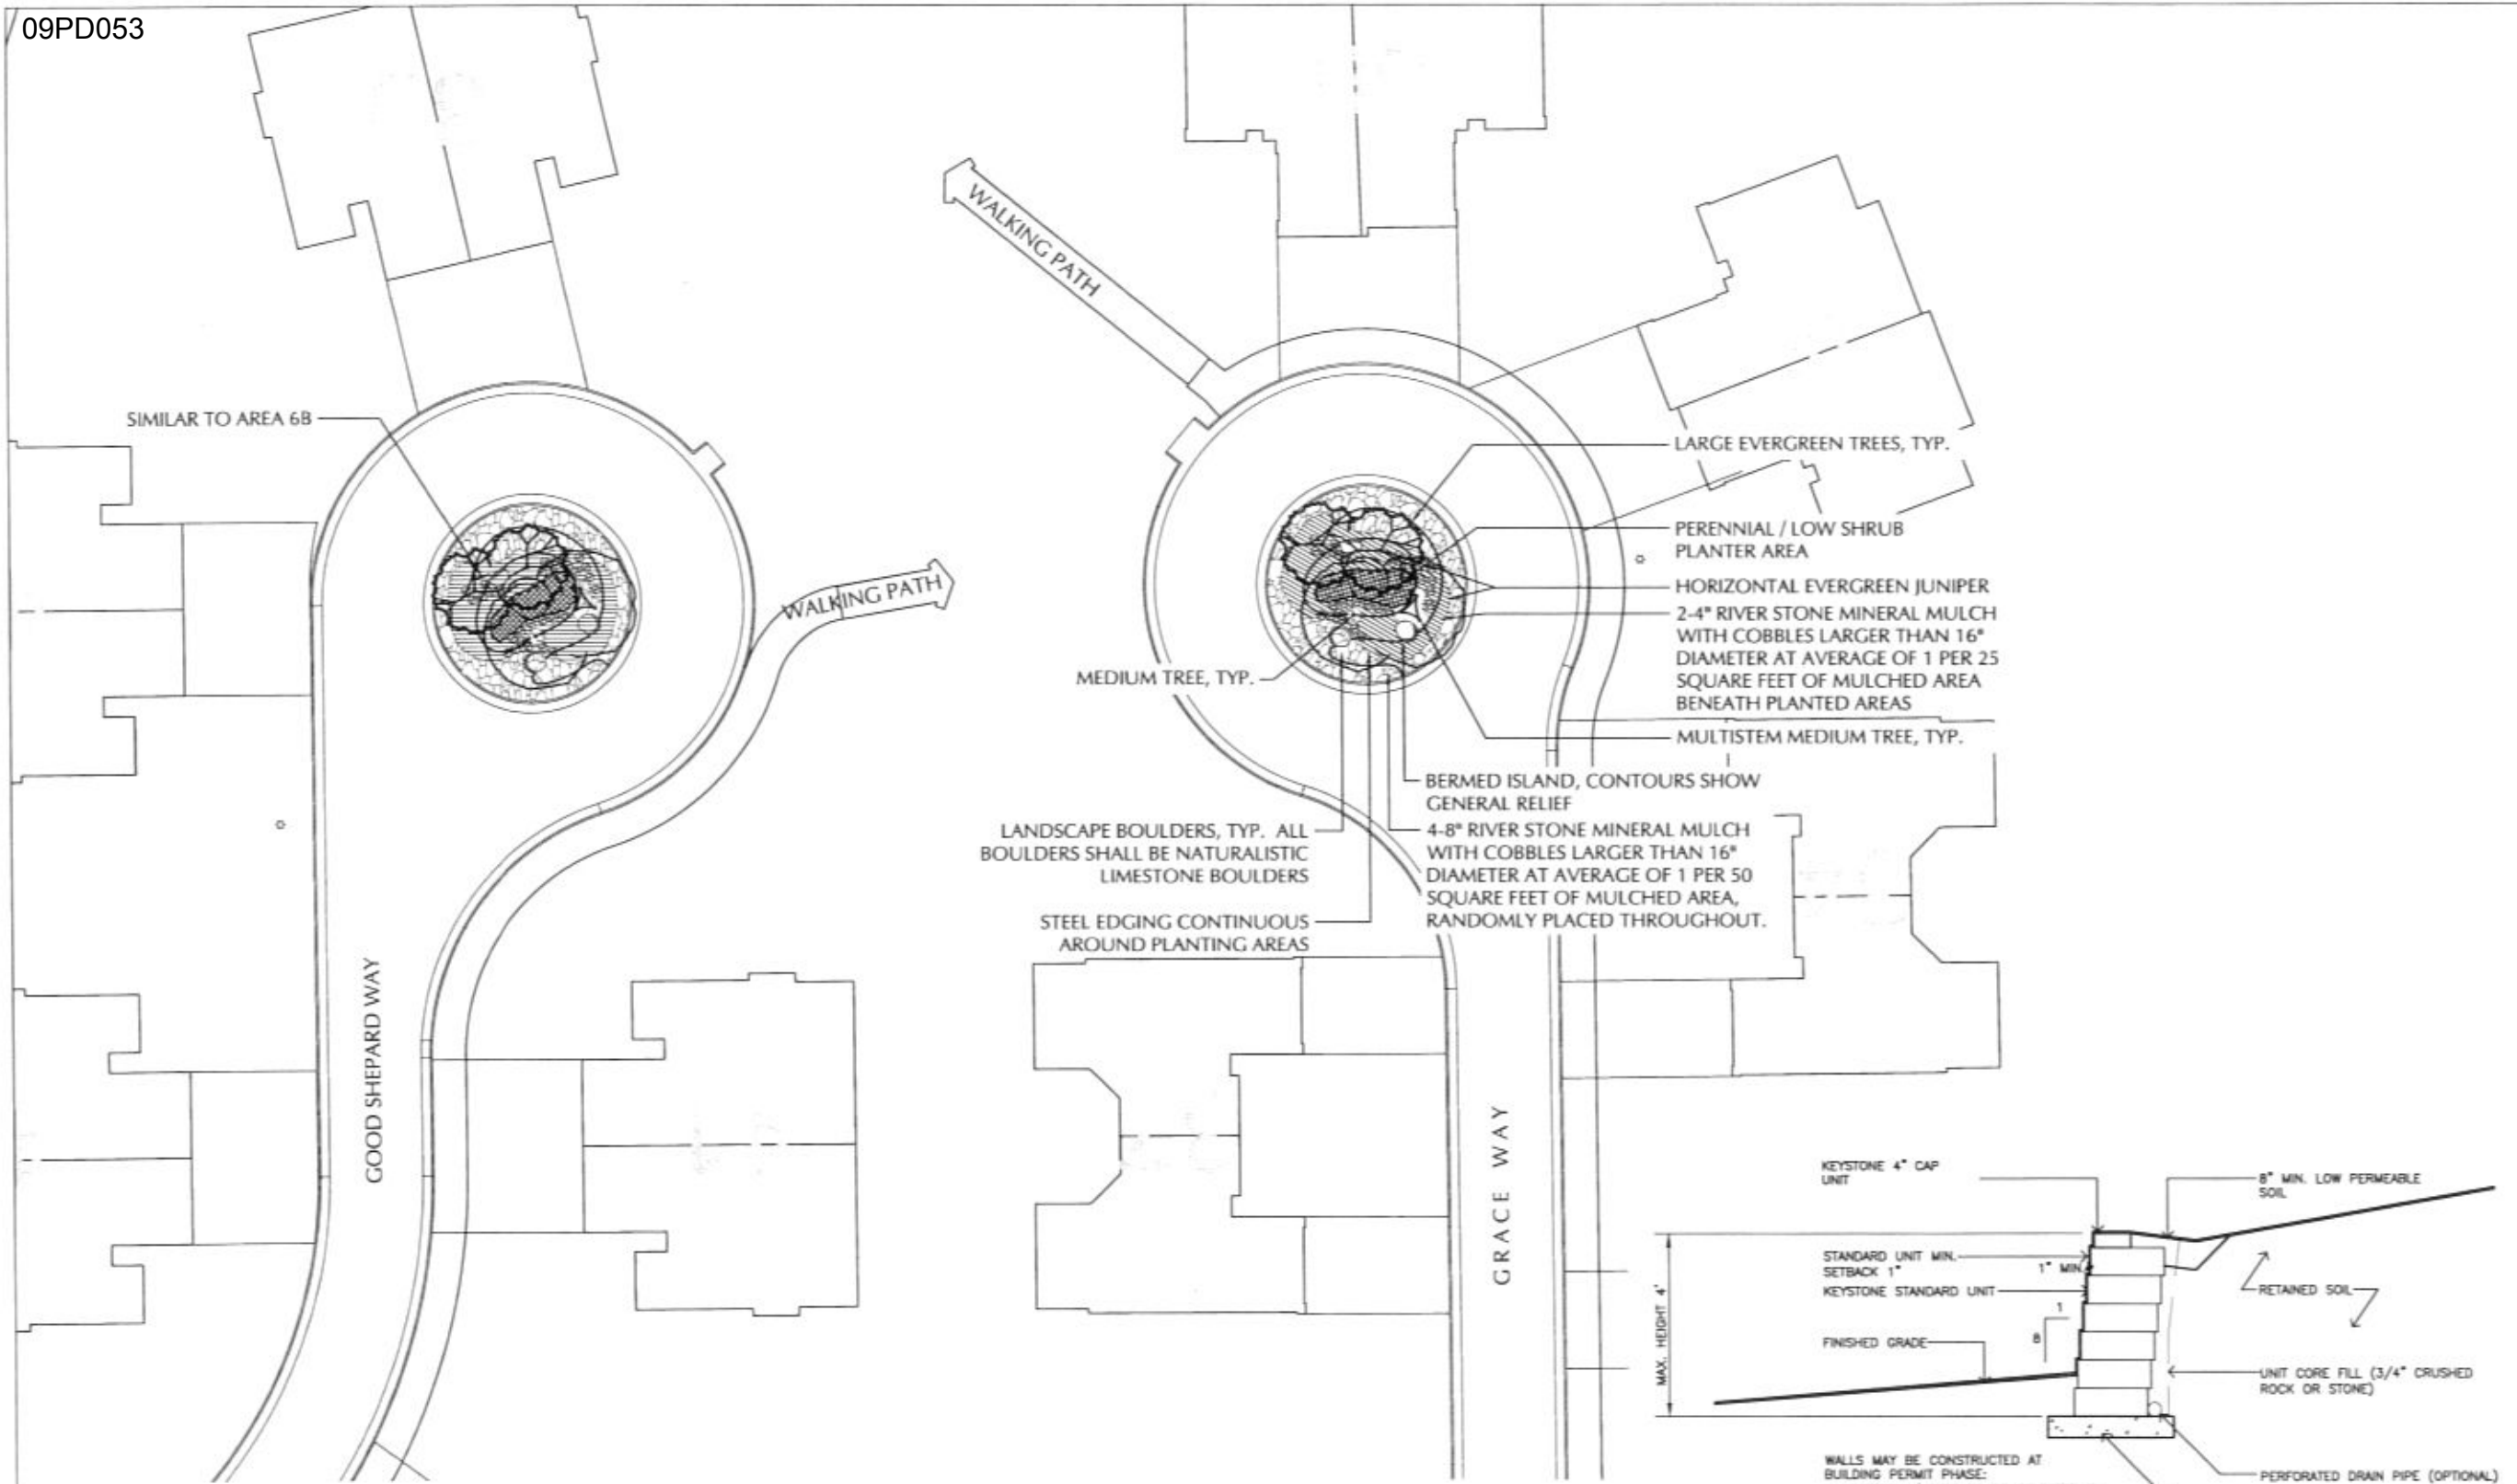 09PD053
WALKING PATH
SIMILAR TO AREA 6B
LARGE EVERGREEN TREES, TYP.
PERENNIAL / LOW SHRUB
PLANTER AREA
HORIZONTAL EVERGREEN JUNIPER
2-4" RIVER STONE MINERAL MULCH
WITH COBBLES LARGER THAN 16"
DIAMETER AT AVERAGE OF 1 PER 25
SQUARE FEET OF MULCHED AREA
BENEATH PLANTED AREAS
WALKING PATH
MEDIUM TREE, TYP.
MULTISTEM MEDIUM TREE, TYP.
BERMED ISLAND, CONTOURS SHOW
GENERAL RELIEF
LANDSCAPE BOULDERS, TYP. ALL
BOULDERS SHALL BE NATURALISTIC
LIMESTONE BOULDERS
4-8" RIVER STONE MINERAL MULCH
WITH COBBLES LARGER THAN 16"
DIAMETER AT AVERAGE OF 1 PER 50
SQUARE FEET OF MULCHED AREA,
RANDOMLY PLACED THROUGHOUT.
STEEL EDGING CONTINUOUS
AROUND PLANTING AREAS
GOOD SHEPARD WAY
GRACE WAY
KEYSTONE 4" CAP
UNIT
8" MIN. LOW PERMEABLE
SOIL
STANDARD UNIT MIN.
SETBACK 1"
1" MIN.
KEYSTONE STANDARD UNIT
RETAINED SOIL
1
8
MAX. HEIGHT 4'
FINISHED GRADE
UNIT CORE FILL (3/4" CRUSHED
ROCK OR STONE)
WALLS MAY BE CONSTRUCTED AT
BUILDING PERMIT PHASE:
PERFORATED DRAIN PIPE (OPTIONAL)